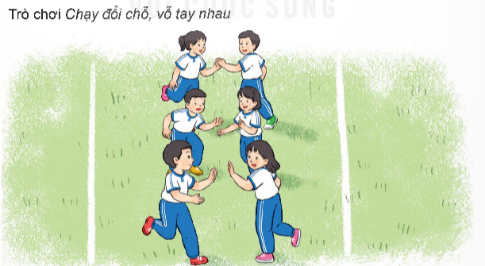 Trò chơi Chạy đổi chỗ, vỗ tay nhau